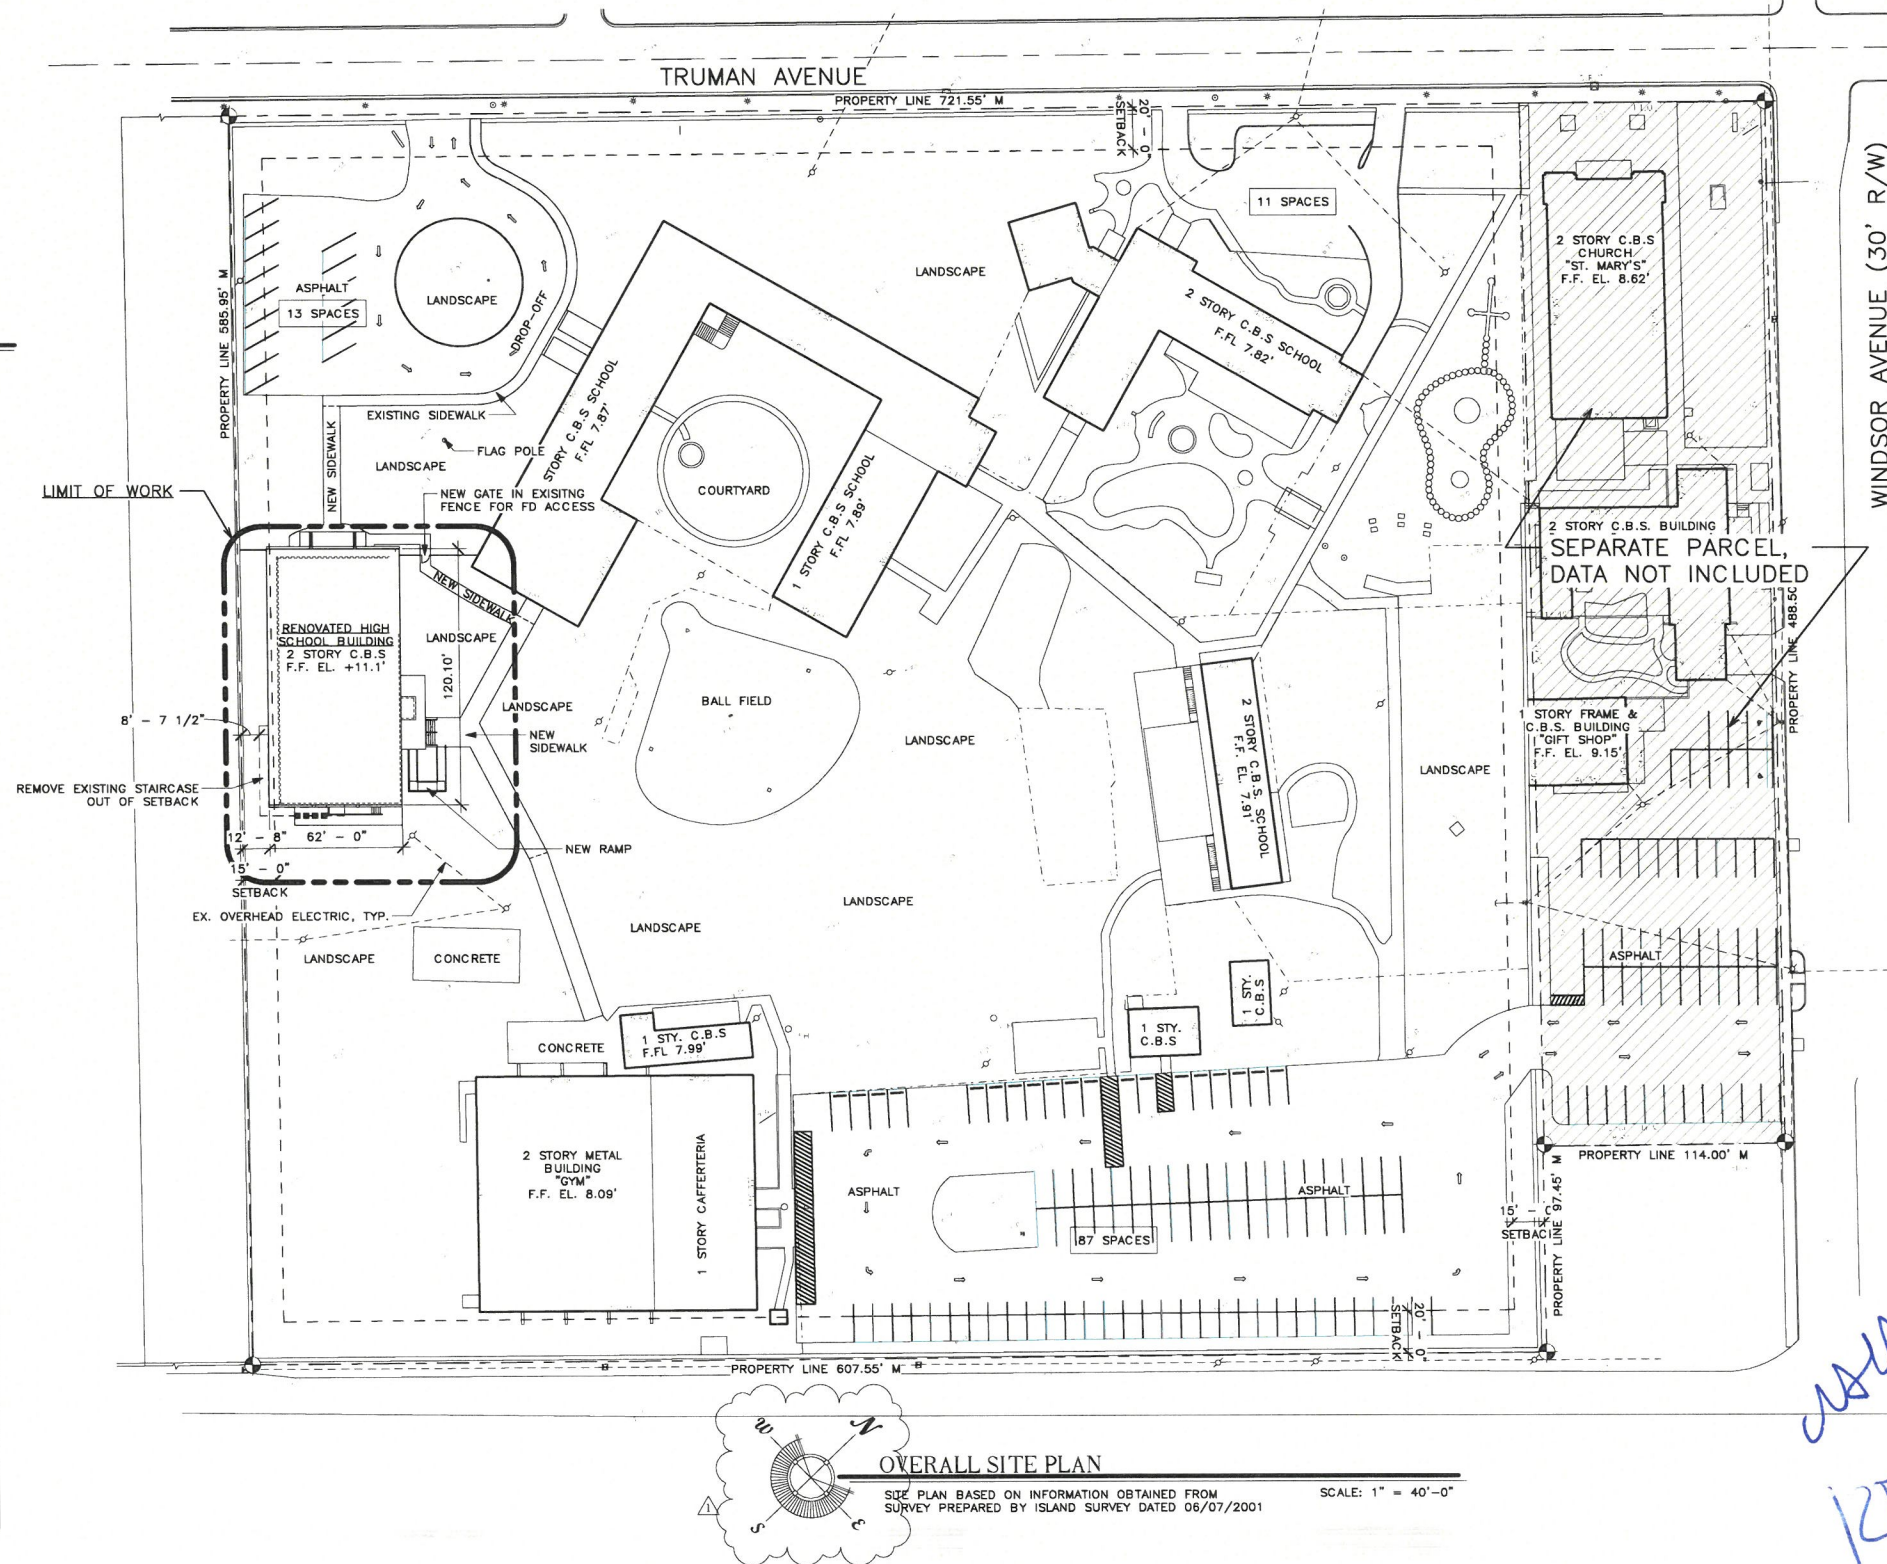 TRUMAN AVENUE
PROPERTY LINE 721.55' M
20' - 0"
SETBACK
WINDSOR AVENUE (30' R/W)
PROPERTY LINE 585.95' M
ASPHALT
13 SPACES
LANDSCAPE
DROP-OFF
EXISTING SIDEWALK
FLAG POLE
LANDSCAPE
NEW SIDEWALK
LIMIT OF WORK
NEW GATE IN EXISITNG
FENCE FOR FD ACCESS
NEW SIDEWALK
STORY C.B.S SCHOOL
F.FL 7.87'
COURTYARD
1 STORY C.B.S SCHOOL
F.FL 7.89'
LANDSCAPE
2 STORY C.B.S SCHOOL
F.FL 7.82'
11 SPACES
2 STORY C.B.S
CHURCH
"ST. MARY'S"
F.F. EL. 8.62'
2 STORY C.B.S. BUILDING
SEPARATE PARCEL,
DATA NOT INCLUDED
PROPERTY LINE 488.50
1 STORY FRAME &
C.B.S. BUILDING
"GIFT SHOP"
F.F. EL. 9.15'
RENOVATED HIGH
SCHOOL BUILDING
2 STORY C.B.S
F.F. EL. +11.1'
LANDSCAPE
120.10'
LANDSCAPE
NEW
SIDEWALK
8' - 7 1/2"
REMOVE EXISTING STAIRCASE
OUT OF SETBACK
12' - 8"
62' - 0"
15' - 0"
SETBACK
NEW RAMP
EX. OVERHEAD ELECTRIC, TYP.
LANDSCAPE
CONCRETE
BALL FIELD
LANDSCAPE
LANDSCAPE
LANDSCAPE
2 STORY C.B.S. SCHOOL
F.F. EL. 7.91'
LANDSCAPE
ASPHALT
1 STY.
C.B.S
1 STY.
C.B.S
CONCRETE
1 STY. C.B.S
F.FL 7.99'
2 STORY METAL
BUILDING
"GYM"
F.F. EL. 8.09'
1 STORY CAFFERTERIA
ASPHALT
ASPHALT
87 SPACES
PROPERTY LINE 114.00' M
PROPERTY LINE 97.45' M
15' -
SETBAC
20' - 0"
SETBACK
PROPERTY LINE 607.55' M
N
W
S
E
1
OVERALL SITE PLAN
SITE PLAN BASED ON INFORMATION OBTAINED FROM
SURVEY PREPARED BY ISLAND SURVEY DATED 06/07/2001
SCALE: 1" = 40'-0"